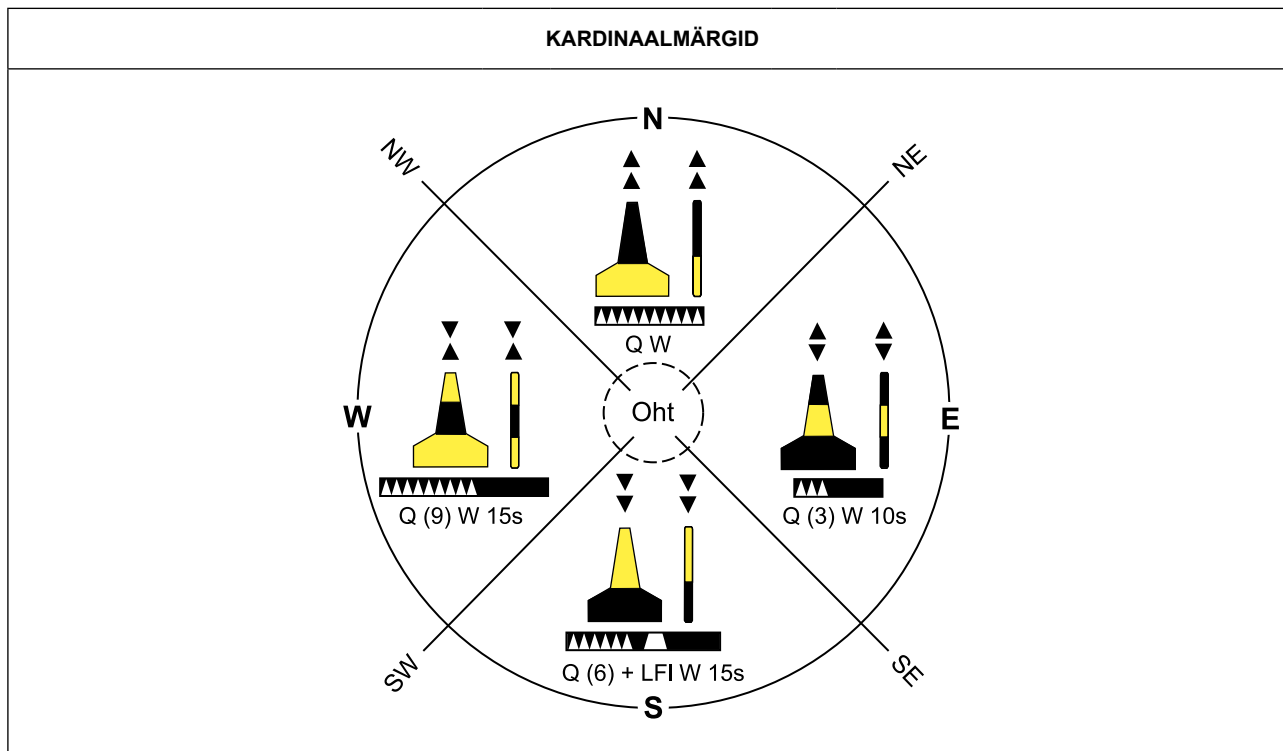 KARDINAALMÄRGID
N
NW
NE
Q W
W
Oht
E
Q (9) W 15s
Q (3) W 10s
SW
Q (6) + LFl W 15s
SE
S